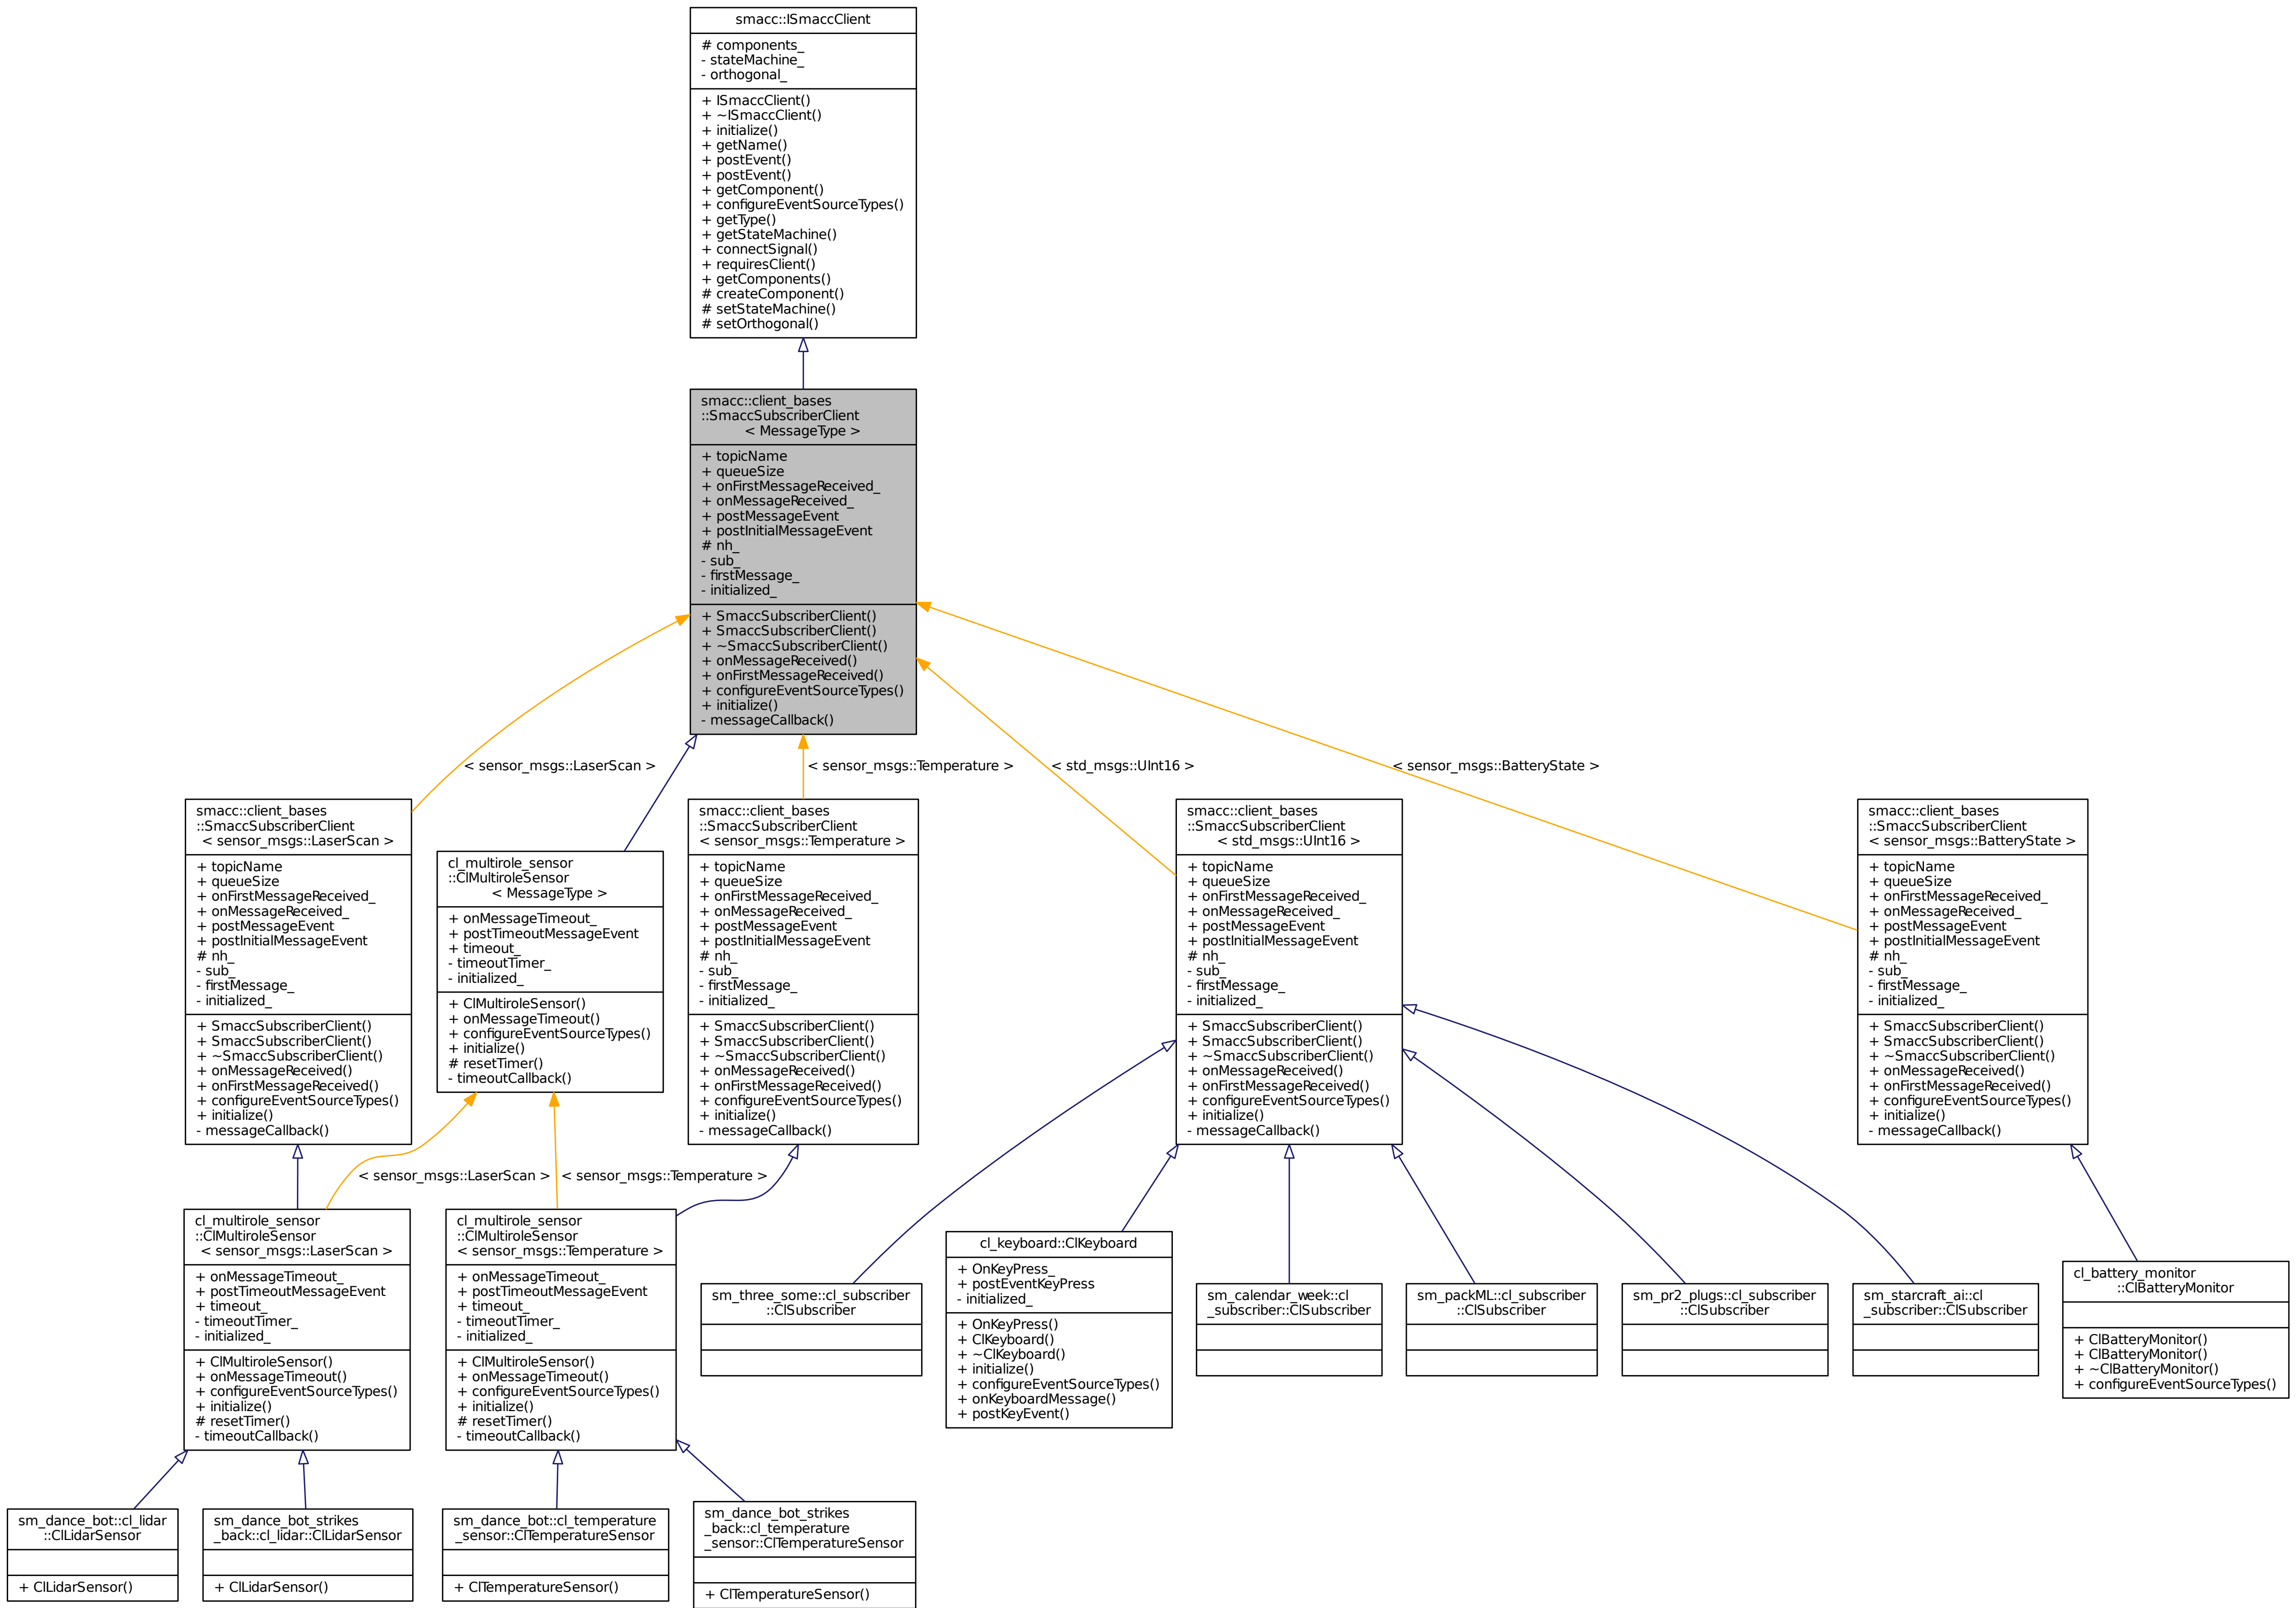 smacc::ISmaccClient
# components_
- stateMachine_
- orthogonal_
+ ISmaccClient()
+ ~ISmaccClient()
+ initialize()
+ getName()
+ postEvent()
+ postEvent()
+ getComponent()
+ configureEventSourceTypes()
+ getType()
+ getStateMachine()
+ connectSignal()
+ requiresClient()
+ getComponents()
# createComponent()
# setStateMachine()
# setOrthogonal()
smacc::client_bases
::SmaccSubscriberClient
< MessageType >
+ topicName
+ queueSize
+ onFirstMessageReceived_
+ onMessageReceived_
+ postMessageEvent
+ postInitialMessageEvent
# nh_
- sub_
- firstMessage_
- initialized_
+ SmaccSubscriberClient()
+ SmaccSubscriberClient()
+ ~SmaccSubscriberClient()
+ onMessageReceived()
+ onFirstMessageReceived()
+ configureEventSourceTypes()
+ initialize()
- messageCallback()
< sensor_msgs::LaserScan >
< sensor_msgs::Temperature >
< std_msgs::UInt16 >
< sensor_msgs::BatteryState >
smacc::client_bases
::SmaccSubscriberClient
< sensor_msgs::LaserScan >
+ topicName
+ queueSize
+ onFirstMessageReceived_
+ onMessageReceived_
+ postMessageEvent
+ postInitialMessageEvent
# nh_
- sub_
- firstMessage_
- initialized_
+ SmaccSubscriberClient()
+ SmaccSubscriberClient()
+ ~SmaccSubscriberClient()
+ onMessageReceived()
+ onFirstMessageReceived()
+ configureEventSourceTypes()
+ initialize()
- messageCallback()
cl_multirole_sensor
::ClMultiroleSensor
< MessageType >
+ onMessageTimeout_
+ postTimeoutMessageEvent
+ timeout_
- timeoutTimer_
- initialized_
+ ClMultiroleSensor()
+ onMessageTimeout()
+ configureEventSourceTypes()
+ initialize()
# resetTimer()
- timeoutCallback()
smacc::client_bases
::SmaccSubscriberClient
< sensor_msgs::Temperature >
+ topicName
+ queueSize
+ onFirstMessageReceived_
+ onMessageReceived_
+ postMessageEvent
+ postInitialMessageEvent
# nh_
- sub_
- firstMessage_
- initialized_
+ SmaccSubscriberClient()
+ SmaccSubscriberClient()
+ ~SmaccSubscriberClient()
+ onMessageReceived()
+ onFirstMessageReceived()
+ configureEventSourceTypes()
+ initialize()
- messageCallback()
smacc::client_bases
::SmaccSubscriberClient
< std_msgs::UInt16 >
+ topicName
+ queueSize
+ onFirstMessageReceived_
+ onMessageReceived_
+ postMessageEvent
+ postInitialMessageEvent
# nh_
- sub_
- firstMessage_
- initialized_
+ SmaccSubscriberClient()
+ SmaccSubscriberClient()
+ ~SmaccSubscriberClient()
+ onMessageReceived()
+ onFirstMessageReceived()
+ configureEventSourceTypes()
+ initialize()
- messageCallback()
smacc::client_bases
::SmaccSubscriberClient
< sensor_msgs::BatteryState >
+ topicName
+ queueSize
+ onFirstMessageReceived_
+ onMessageReceived_
+ postMessageEvent
+ postInitialMessageEvent
# nh_
- sub_
- firstMessage_
- initialized_
+ SmaccSubscriberClient()
+ SmaccSubscriberClient()
+ ~SmaccSubscriberClient()
+ onMessageReceived()
+ onFirstMessageReceived()
+ configureEventSourceTypes()
+ initialize()
- messageCallback()
< sensor_msgs::LaserScan >
< sensor_msgs::Temperature >
cl_multirole_sensor
::ClMultiroleSensor
< sensor_msgs::LaserScan >
+ onMessageTimeout_
+ postTimeoutMessageEvent
+ timeout_
- timeoutTimer_
- initialized_
+ ClMultiroleSensor()
+ onMessageTimeout()
+ configureEventSourceTypes()
+ initialize()
# resetTimer()
- timeoutCallback()
cl_multirole_sensor
::ClMultiroleSensor
< sensor_msgs::Temperature >
+ onMessageTimeout_
+ postTimeoutMessageEvent
+ timeout_
- timeoutTimer_
- initialized_
+ ClMultiroleSensor()
+ onMessageTimeout()
+ configureEventSourceTypes()
+ initialize()
# resetTimer()
- timeoutCallback()
sm_three_some::cl_subscriber
::ClSubscriber
cl_keyboard::ClKeyboard
+ OnKeyPress_
+ postEventKeyPress
- initialized_
+ OnKeyPress()
+ ClKeyboard()
+ ~ClKeyboard()
+ initialize()
+ configureEventSourceTypes()
+ onKeyboardMessage()
+ postKeyEvent()
sm_calendar_week::cl
_subscriber::ClSubscriber
sm_packML::cl_subscriber
::ClSubscriber
sm_pr2_plugs::cl_subscriber
::ClSubscriber
sm_starcraft_ai::cl
_subscriber::ClSubscriber
cl_battery_monitor
::ClBatteryMonitor
+ ClBatteryMonitor()
+ ClBatteryMonitor()
+ ~ClBatteryMonitor()
+ configureEventSourceTypes()
sm_dance_bot::cl_lidar
::ClLidarSensor
+ ClLidarSensor()
sm_dance_bot_strikes
_back::cl_lidar::ClLidarSensor
+ ClLidarSensor()
sm_dance_bot::cl_temperature
_sensor::ClTemperatureSensor
+ ClTemperatureSensor()
sm_dance_bot_strikes
_back::cl_temperature
_sensor::ClTemperatureSensor
+ ClTemperatureSensor()